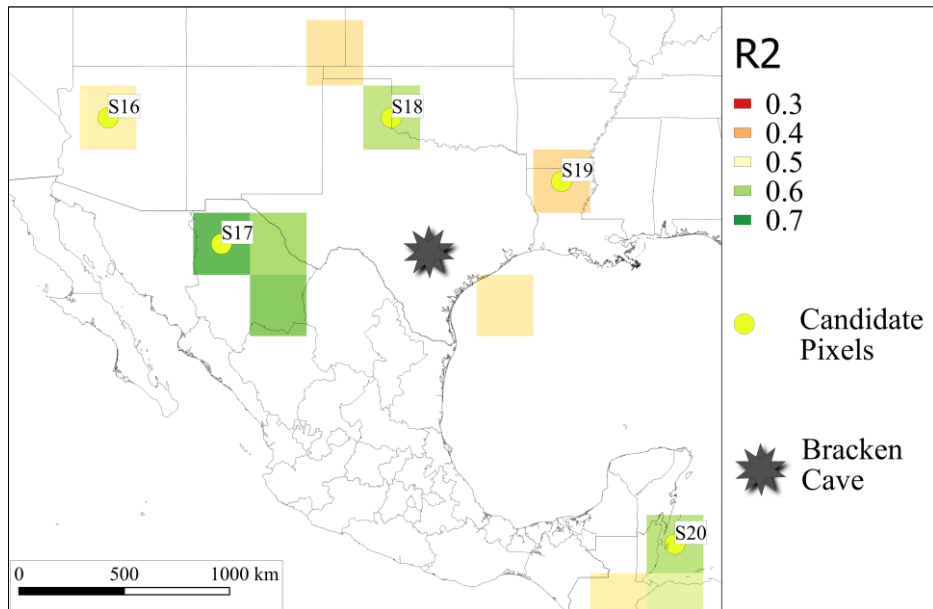 S16
S18
S19
S17
S20
0 500 1000 km
R2
0.3
0.4
0.5
0.6
0.7
Candidate
Pixels
Bracken
Cave